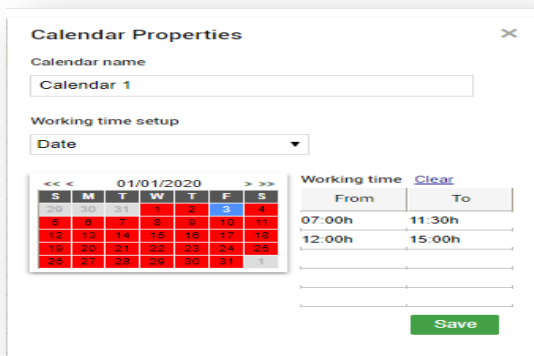 Calendar Properties ×
Calendar name
Calendar 1
Working time setup
Date
<< < 01/01/2020 > >>
S M T W T F S
29 30 31 1 2 3 4
5 6 7 8 9 10 11
12 13 14 15 16 17 18
19 20 21 22 23 24 25
26 27 28 29 30 31 1
Working time Clear
From To
07:00h 11:30h
12:00h 15:00h
Save